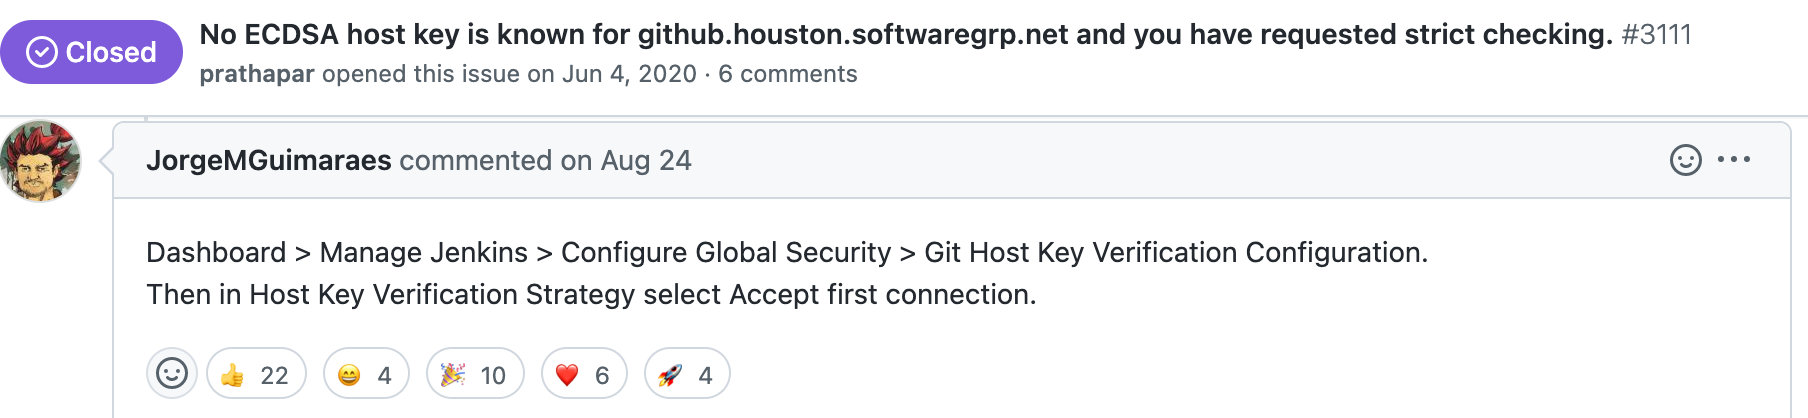 Closed
No ECDSA host key is known for github.houston.softwaregrp.net and you have requested strict checking. #3111
prathapar opened this issue on Jun 4, 2020 · 6 comments
JorgeMGuimaraes commented on Aug 24
Dashboard > Manage Jenkins > Configure Global Security > Git Host Key Verification Configuration.
Then in Host Key Verification Strategy select Accept first connection.
👍 22 😄 4 🎉 10 ❤️ 6 🚀 4